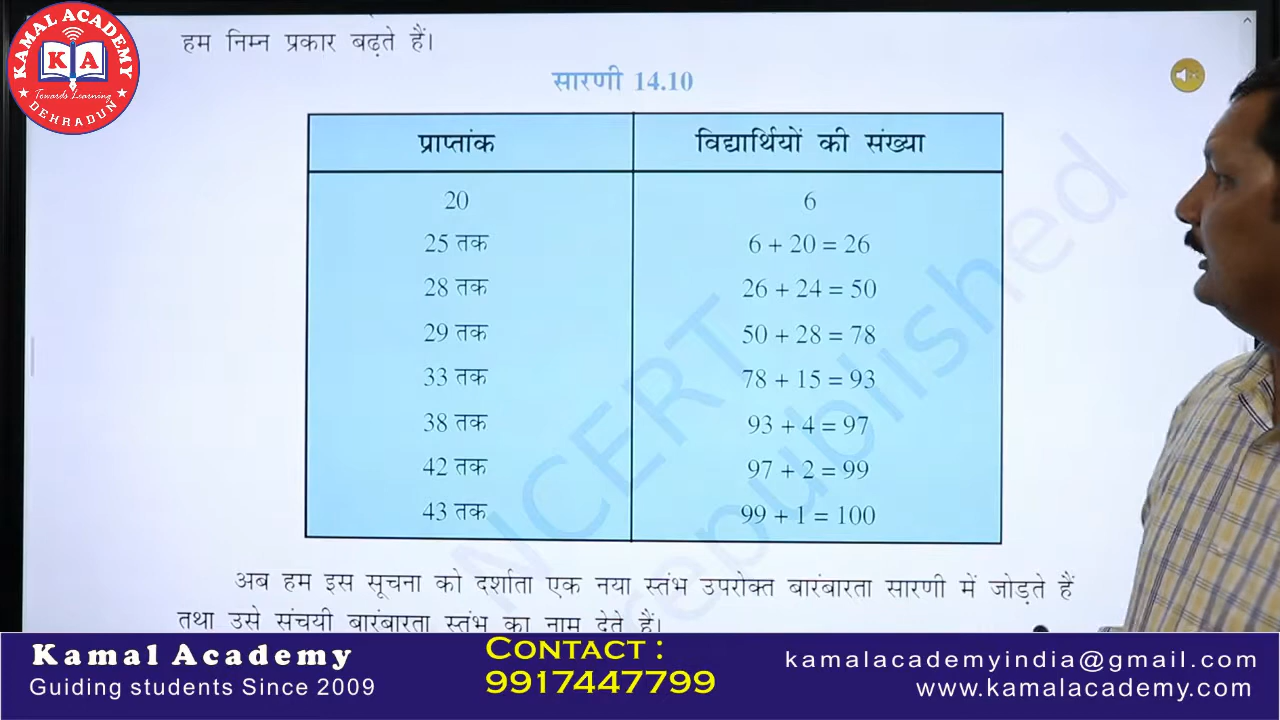 हम निम्न प्रकार बढ़ते हैं।
KAMAL ACADEMY
K A
Towards Learning
DEHRADUN
सारणी 14.10
प्राप्तांक विद्यार्थियों की संख्या
20 6
25 तक 6 + 20 = 26
28 तक 26 + 24 = 50
29 तक 50 + 28 = 78
33 तक 78 + 15 = 93
38 तक 93 + 4 = 97
42 तक 97 + 2 = 99
43 तक 99 + 1 = 100
NCERT
republished
अब हम इस सूचना को दर्शाता एक नया स्तंभ उपरोक्त बारंबारता सारणी में जोड़ते हैं
तथा उसे संचयी बारंबारता स्तंभ का नाम देते हैं।
Kamal Academy
Guiding students Since 2009
CONTACT :
9917447799
kamalacademyindia@gmail.com
www.kamalacademy.com